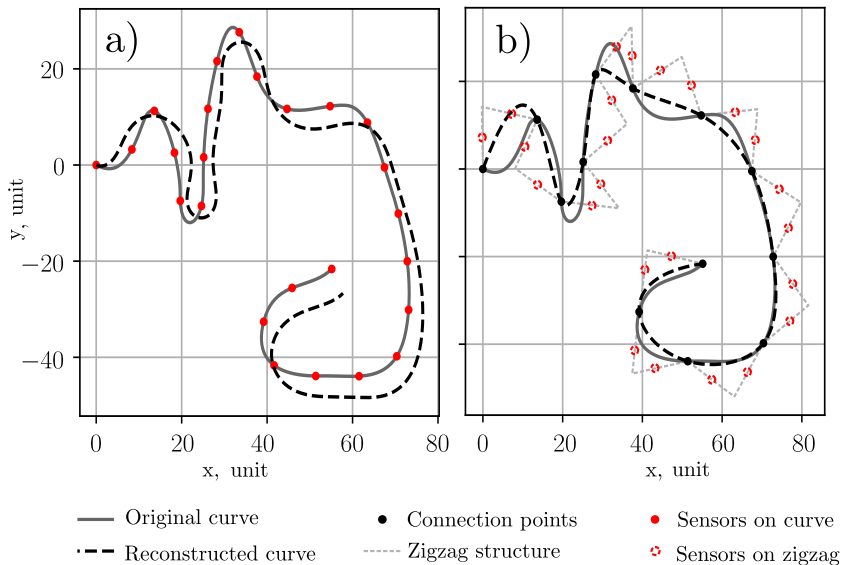 a)
b)
20
0
−20
−40
y, unit
0 20 40 60 80
0 20 40 60 80
x, unit
x, unit
Original curve
Connection points
Sensors on curve
Reconstructed curve
Zigzag structure
Sensors on zigzag